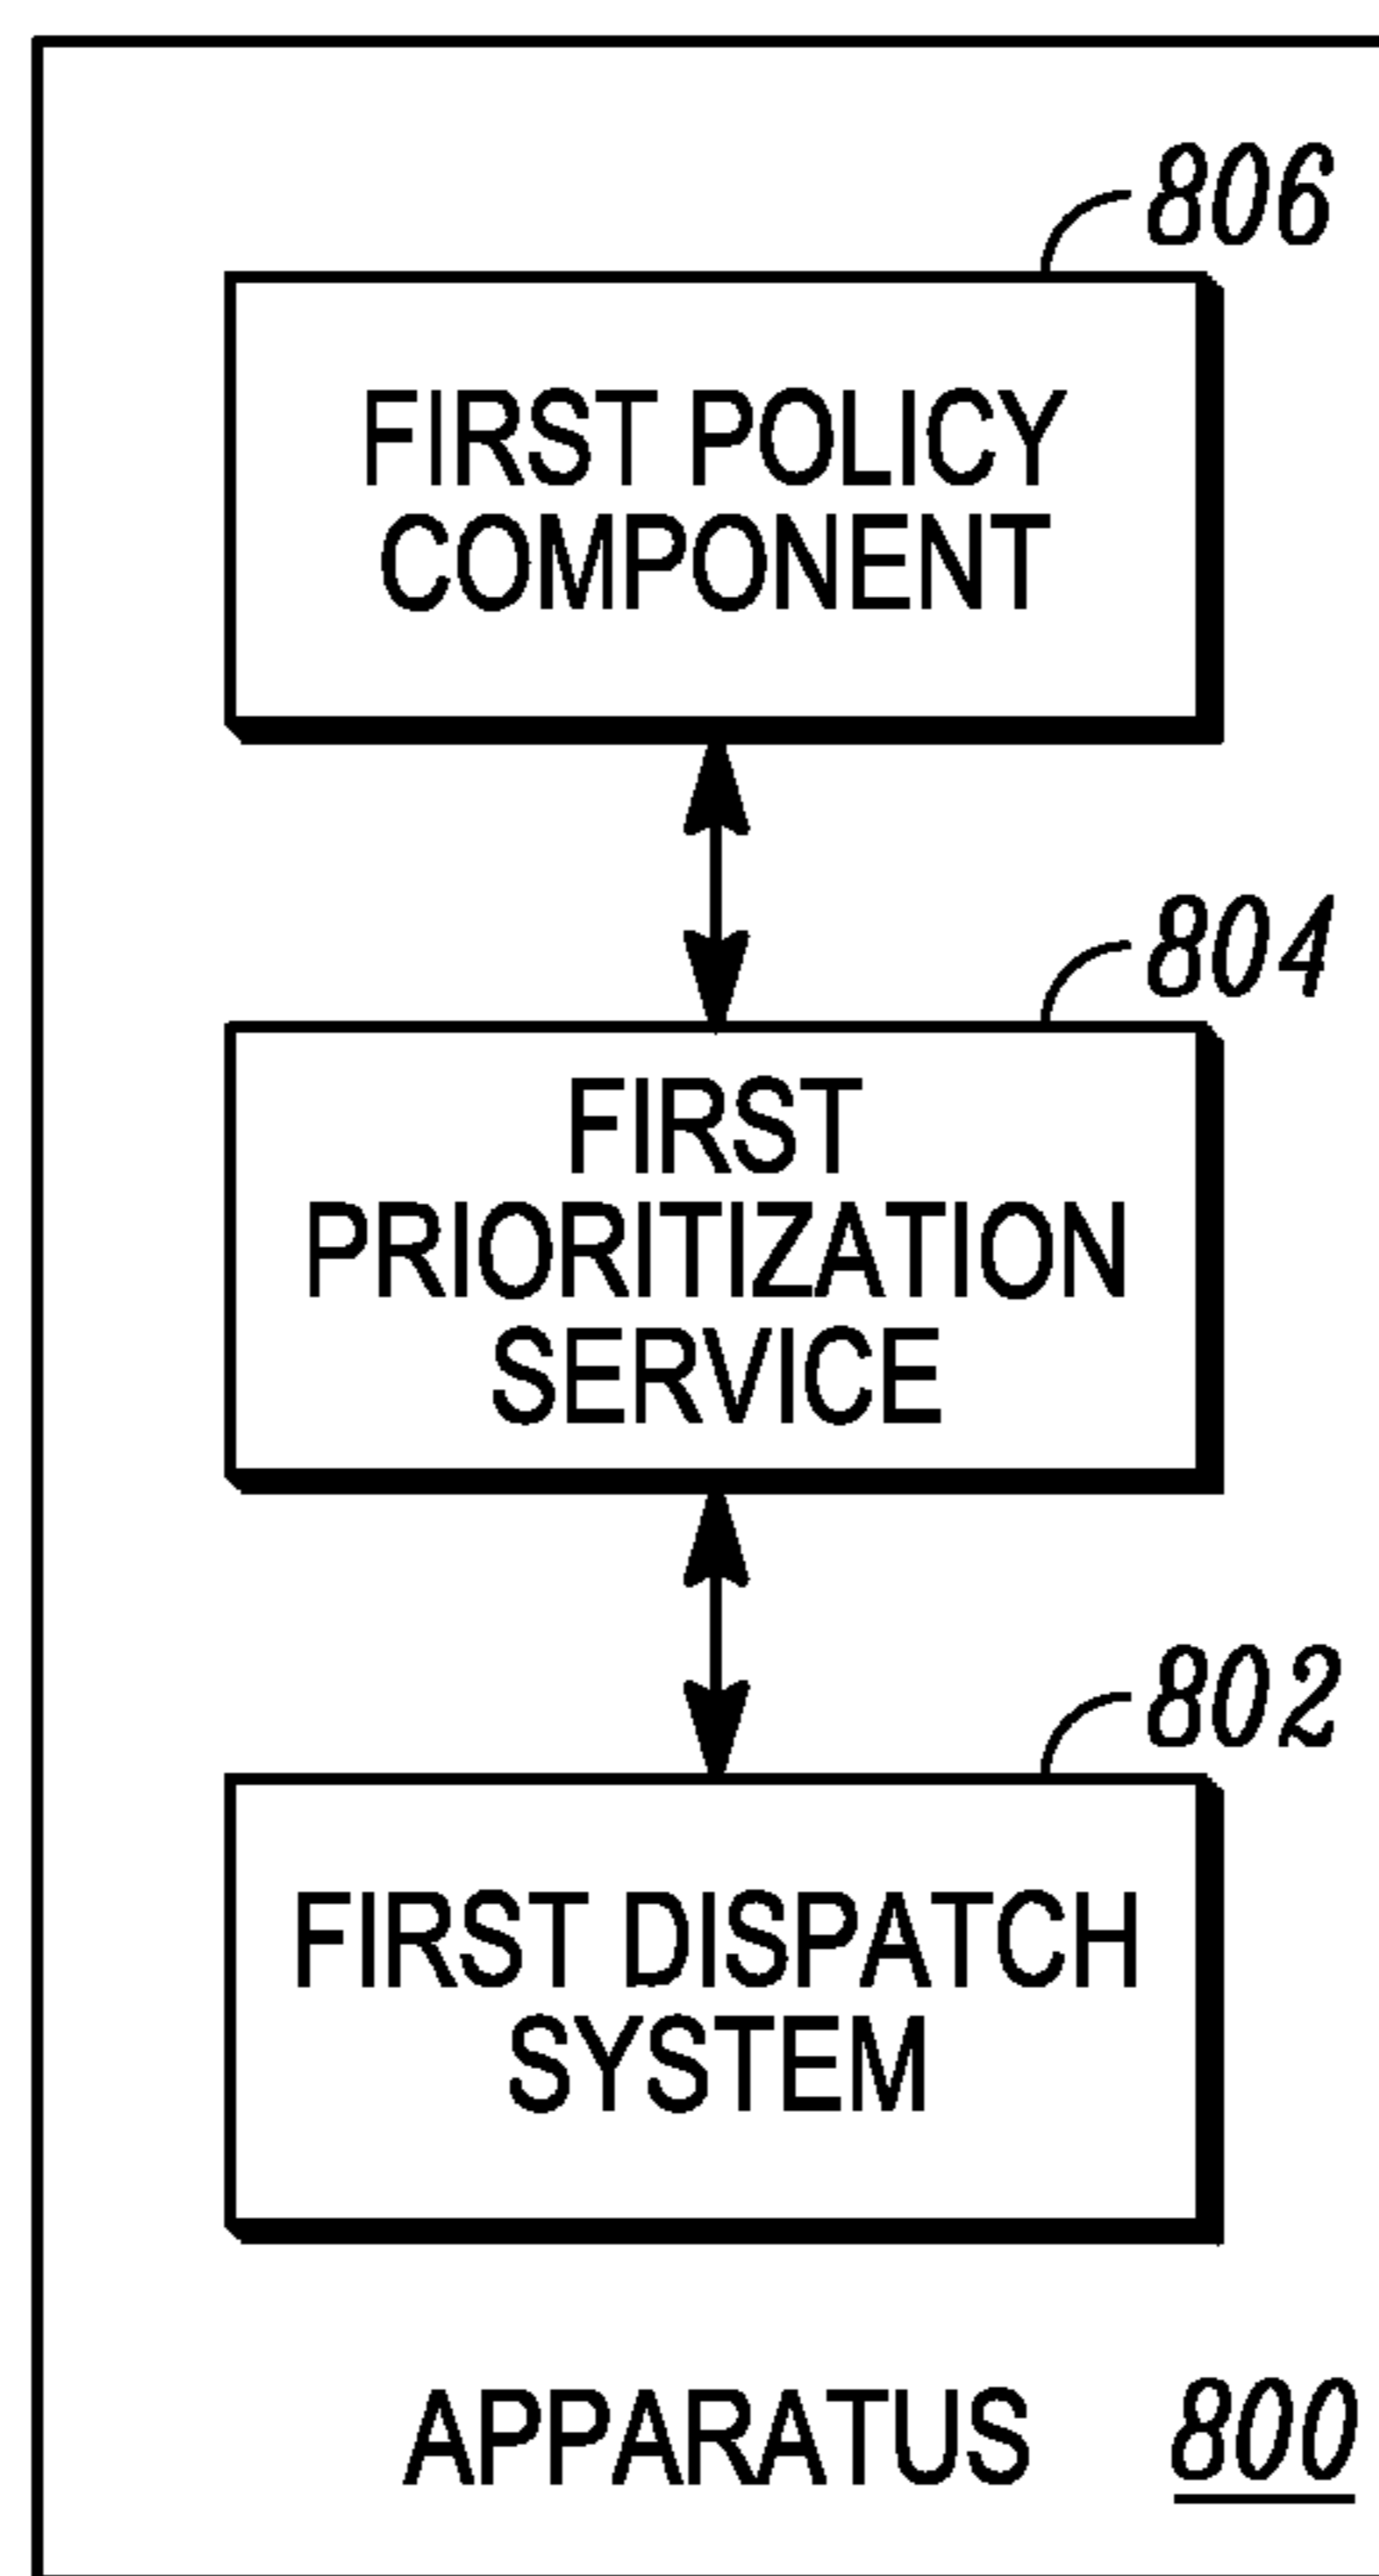 806
FIRST POLICY
COMPONENT
804
FIRST
PRIORITIZATION
SERVICE
802
FIRST DISPATCH
SYSTEM
APPARATUS 800